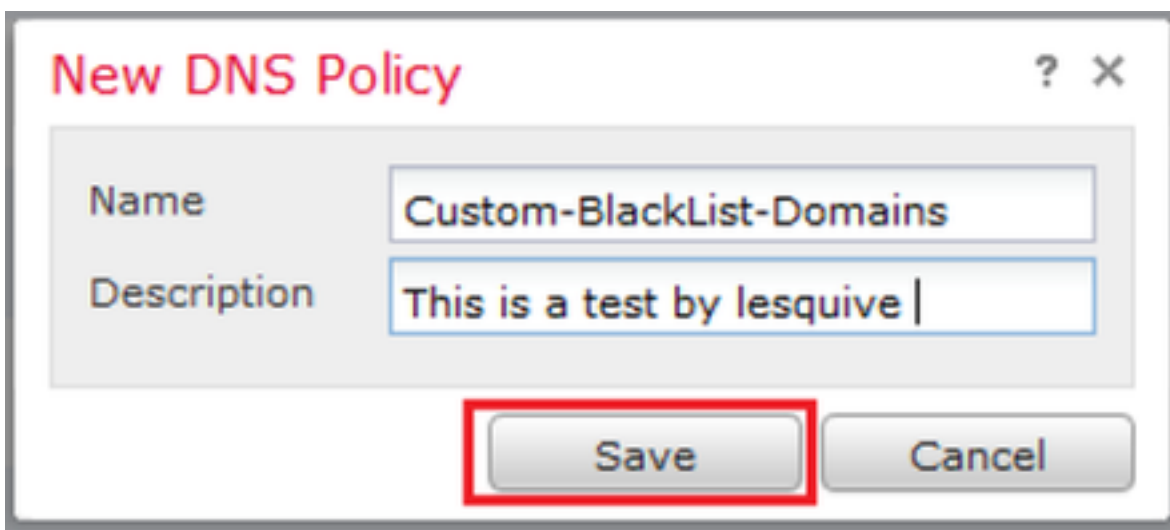 New DNS Policy ? ×
Name Custom-BlackList-Domains
Description This is a test by lesquive
Save Cancel